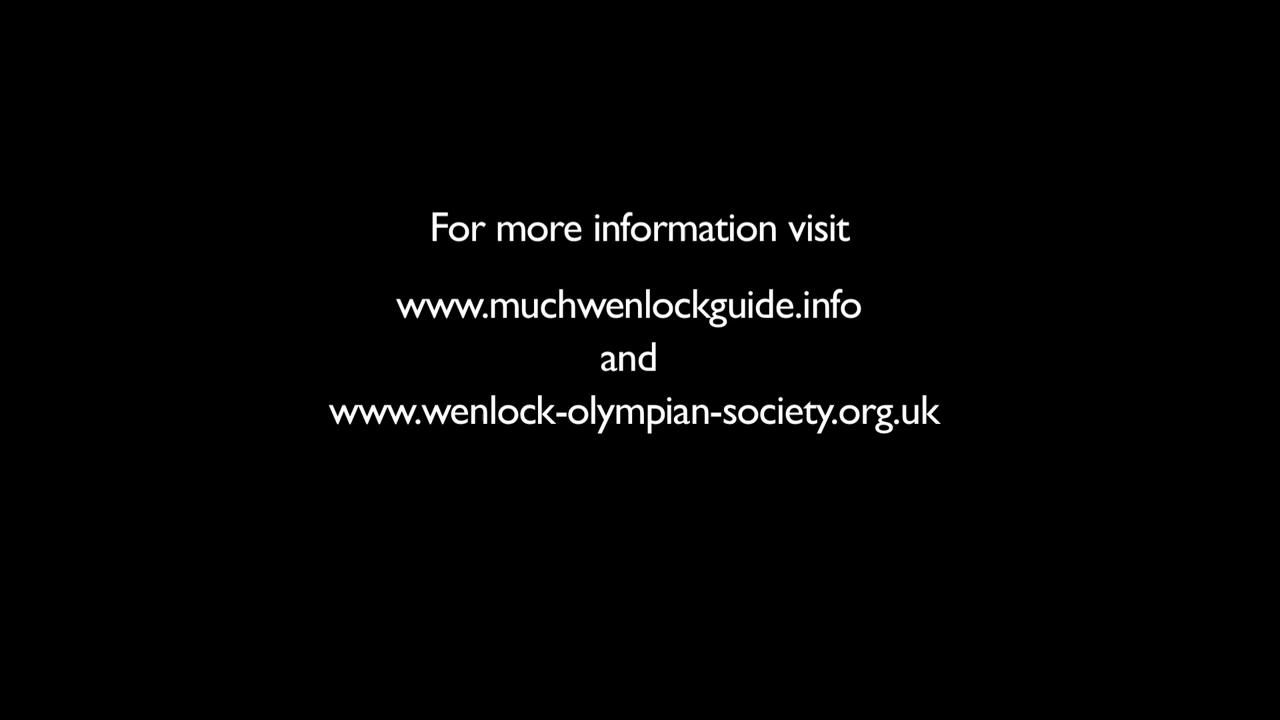 For more information visit
www.muchwenlockguide.info
and
www.wenlock-olympian-society.org.uk